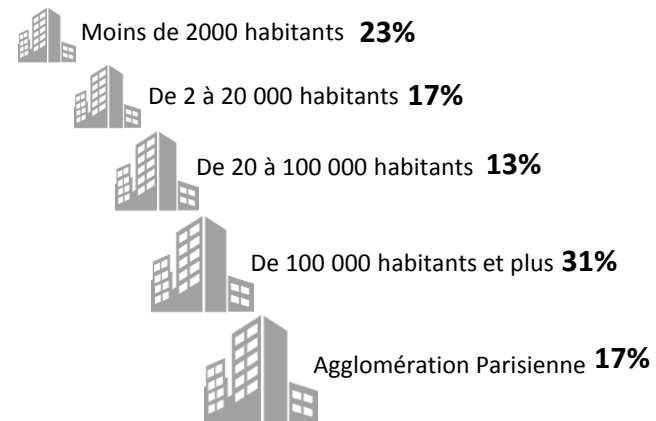 Moins de 2000 habitants 23%
De 2 à 20 000 habitants 17%
De 20 à 100 000 habitants 13%
De 100 000 habitants et plus 31%
Agglomération Parisienne 17%